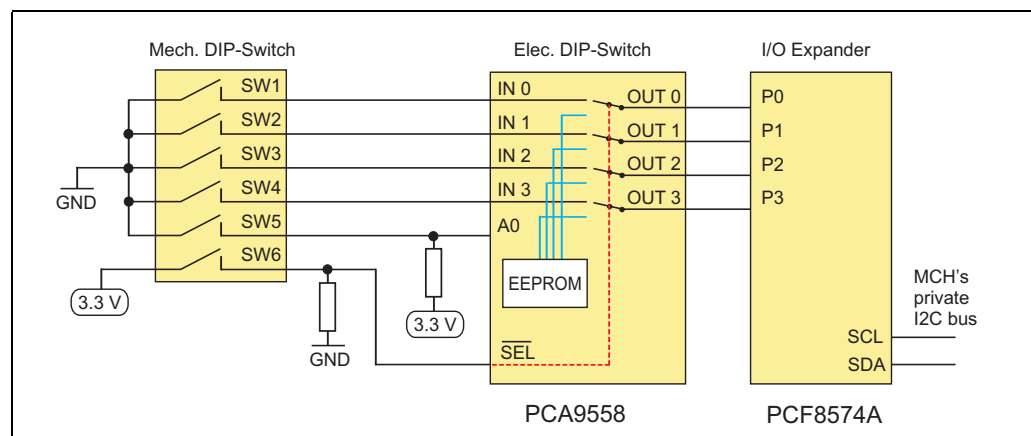 Mech. DIP-Switch
Elec. DIP-Switch
I/O Expander
SW1
SW2
SW3
SW4
SW5
SW6
GND
3.3 V
GND
3.3 V
IN 0
IN 1
IN 2
IN 3
A0
EEPROM
SEL
OUT 0
OUT 1
OUT 2
OUT 3
PCA9558
P0
P1
P2
P3
SCL
SDA
PCF8574A
MCH's
private
I2C bus